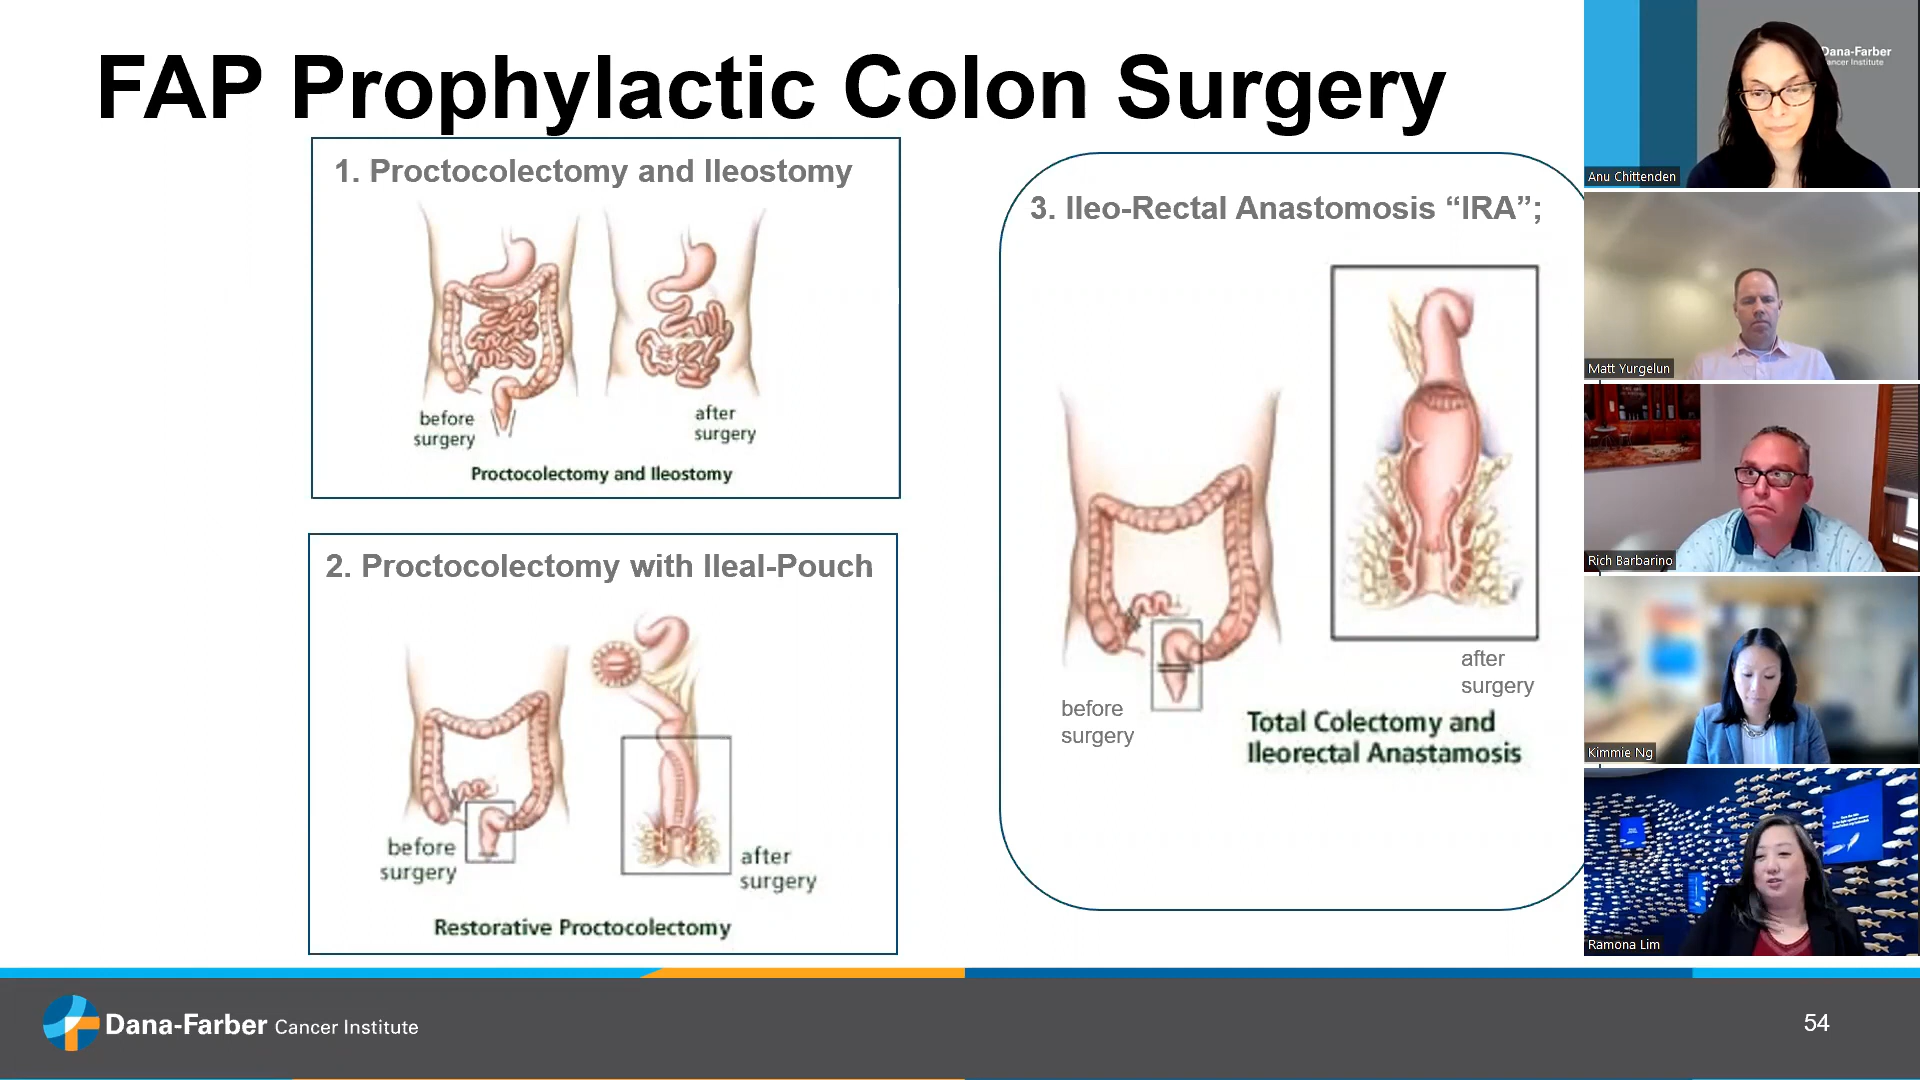 FAP Prophylactic Colon Surgery
1. Proctocolectomy and Ileostomy
before
surgery
after
surgery
Proctocolectomy and Ileostomy
2. Proctocolectomy with Ileal-Pouch
before
surgery
after
surgery
Restorative Proctocolectomy
3. Ileo-Rectal Anastomosis “IRA”;
before
surgery
after
surgery
Total Colectomy and
Ileorectal Anastamosis
Dana-Farber
Cancer Institute
Anu Chittenden
Matt Yurgelun
Rich Barbarino
Kimmie Ng
Ramona Lim
Dana-Farber Cancer Institute
54